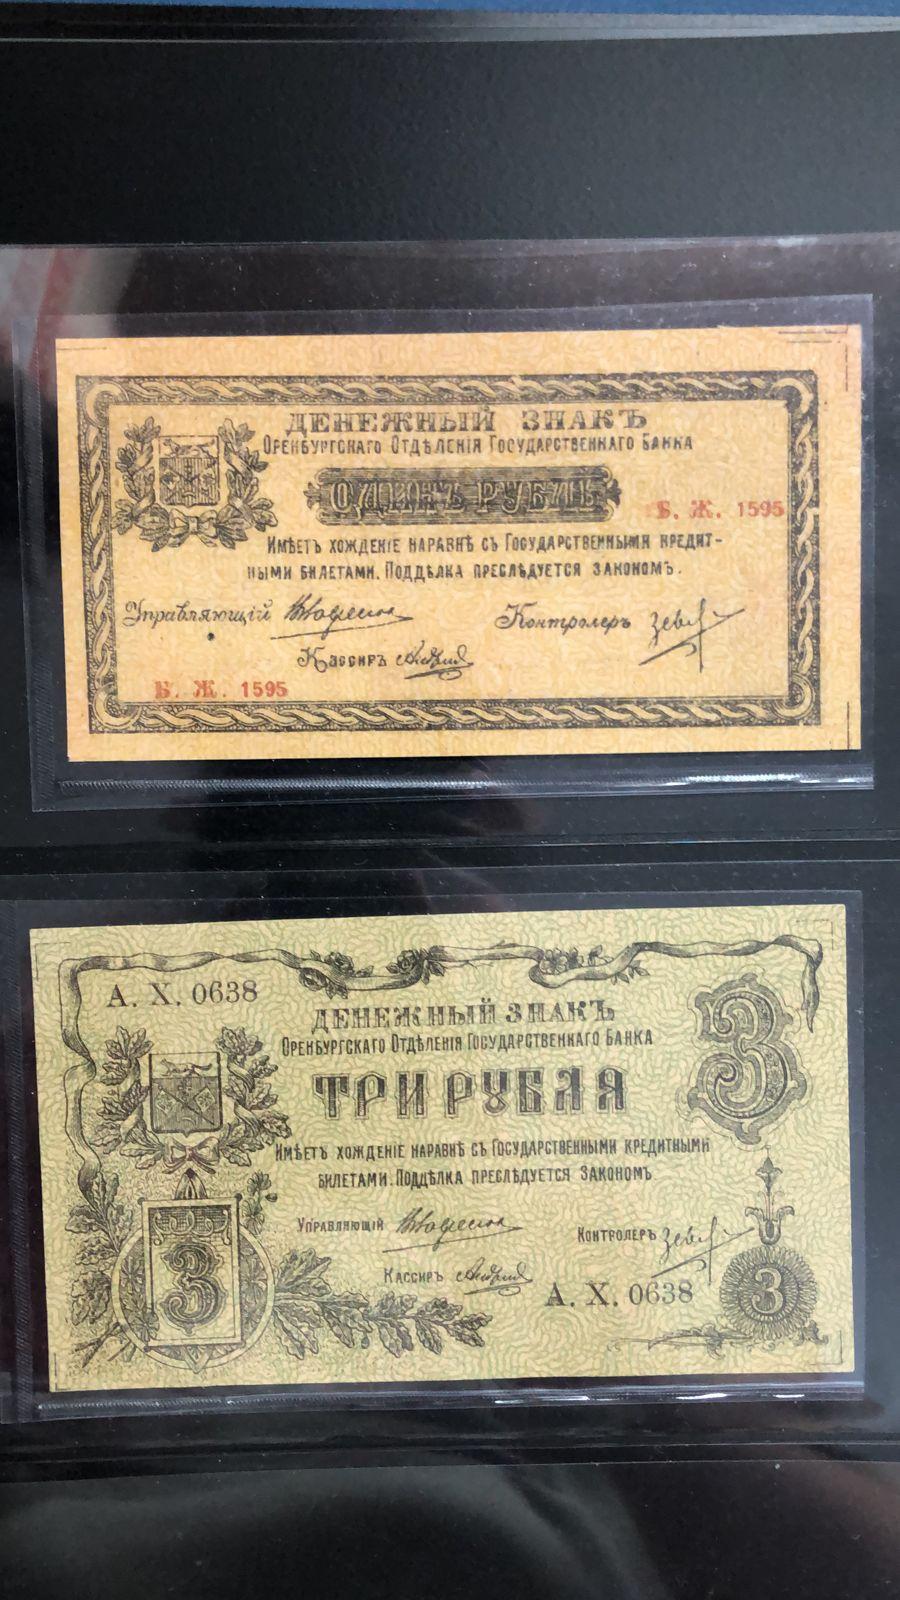 ДЕНЕЖНЫЙ ЗНАКЪ
ОРЕНБУРГСКАГО ОТДѢЛЕНІЯ ГОСУДАРСТВЕННАГО БАНКА
ОДИНЪ РУБЛЬ
Б. Ж. 1595
ИМѢЕТЪ ХОЖДЕНІЕ НАРАВНѢ СЪ ГОСУДАРСТВЕННЫМИ КРЕДИТ-
НЫМИ БИЛЕТАМИ. ПОДДѢЛКА ПРЕСЛѢДУЕТСЯ ЗАКОНОМЪ.
Управляющій
Контролеръ
Кассиръ
Б. Ж. 1595
А. Х. 0638
ДЕНЕЖНЫЙ ЗНАКЪ
ОРЕНБУРГСКАГО ОТДѢЛЕНІЯ ГОСУДАРСТВЕННАГО БАНКА
3
ТРИ РУБЛЯ
ИМѢЕТЪ ХОЖДЕНІЕ НАРАВНѢ СЪ ГОСУДАРСТВЕННЫМИ КРЕДИТНЫМИ
БИЛЕТАМИ. ПОДДѢЛКА ПРЕСЛѢДУЕТСЯ ЗАКОНОМЪ
УПРАВЛЯЮЩІЙ
КОНТРОЛЕРЪ
3
КАССИРЪ
А. Х. 0638
3